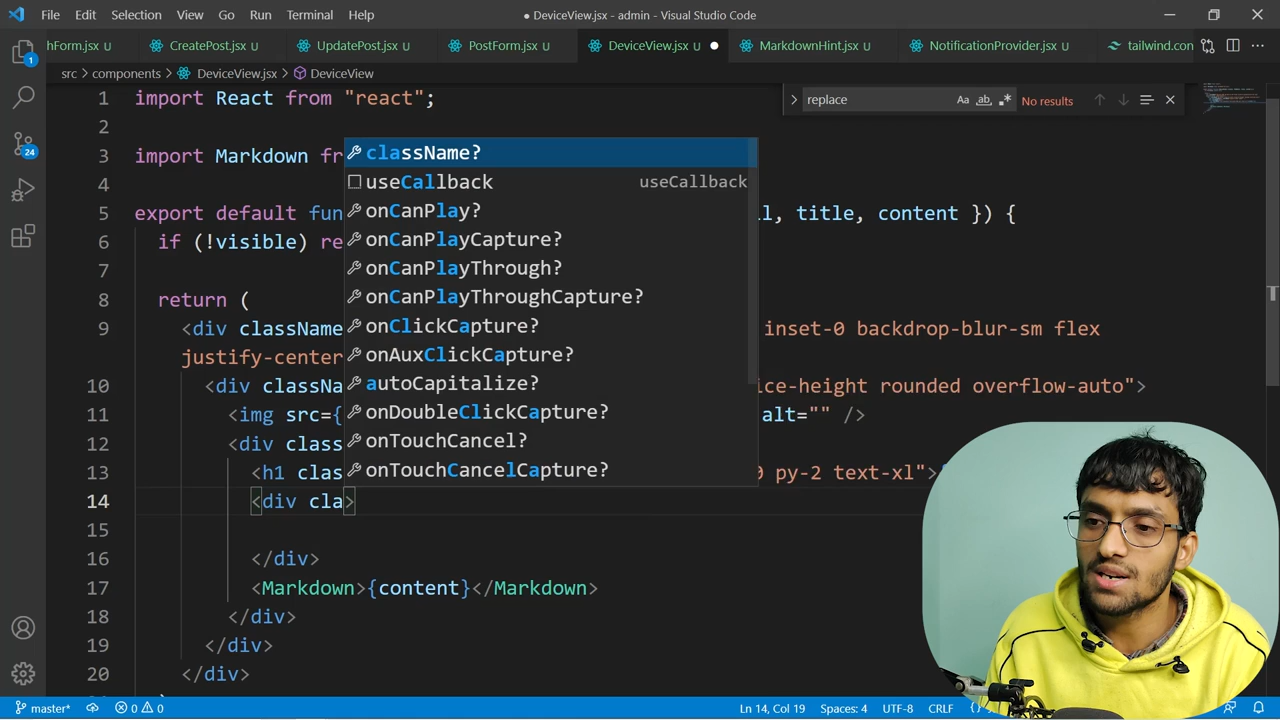 File Edit Selection View Go Run Terminal Help
● DeviceView.jsx - admin - Visual Studio Code
hForm.jsx CreatePost.jsx UpdatePost.jsx PostForm.jsx DeviceView.jsx MarkdownHint.jsx NotificationProvider.jsx tailwind.con
src > components > DeviceView.jsx > DeviceView
replace Aa ab .* No results
1 import React from "react";
2
3 import Markdown fr
4
5 export default fun l, title, content }) {
6 if (!visible) re
7
8 return (
9 <div className inset-0 backdrop-blur-sm flex
justify-center
10 <div classNa ice-height rounded overflow-auto">
11 <img src={ alt="" />
12 <div class
13 <h1 clas 0 py-2 text-xl">
14 <div cla>
15
16 </div>
17 <Markdown>{content}</Markdown>
18 </div>
19 </div>
20 </div>
className?
useCallback useCallback
onCanPlay?
onCanPlayCapture?
onCanPlayThrough?
onCanPlayThroughCapture?
onClickCapture?
onAuxClickCapture?
autoCapitalize?
onDoubleClickCapture?
onTouchCancel?
onTouchCancelCapture?
1
24
master* 0 0 Ln 14, Col 19 Spaces: 4 UTF-8 CRLF